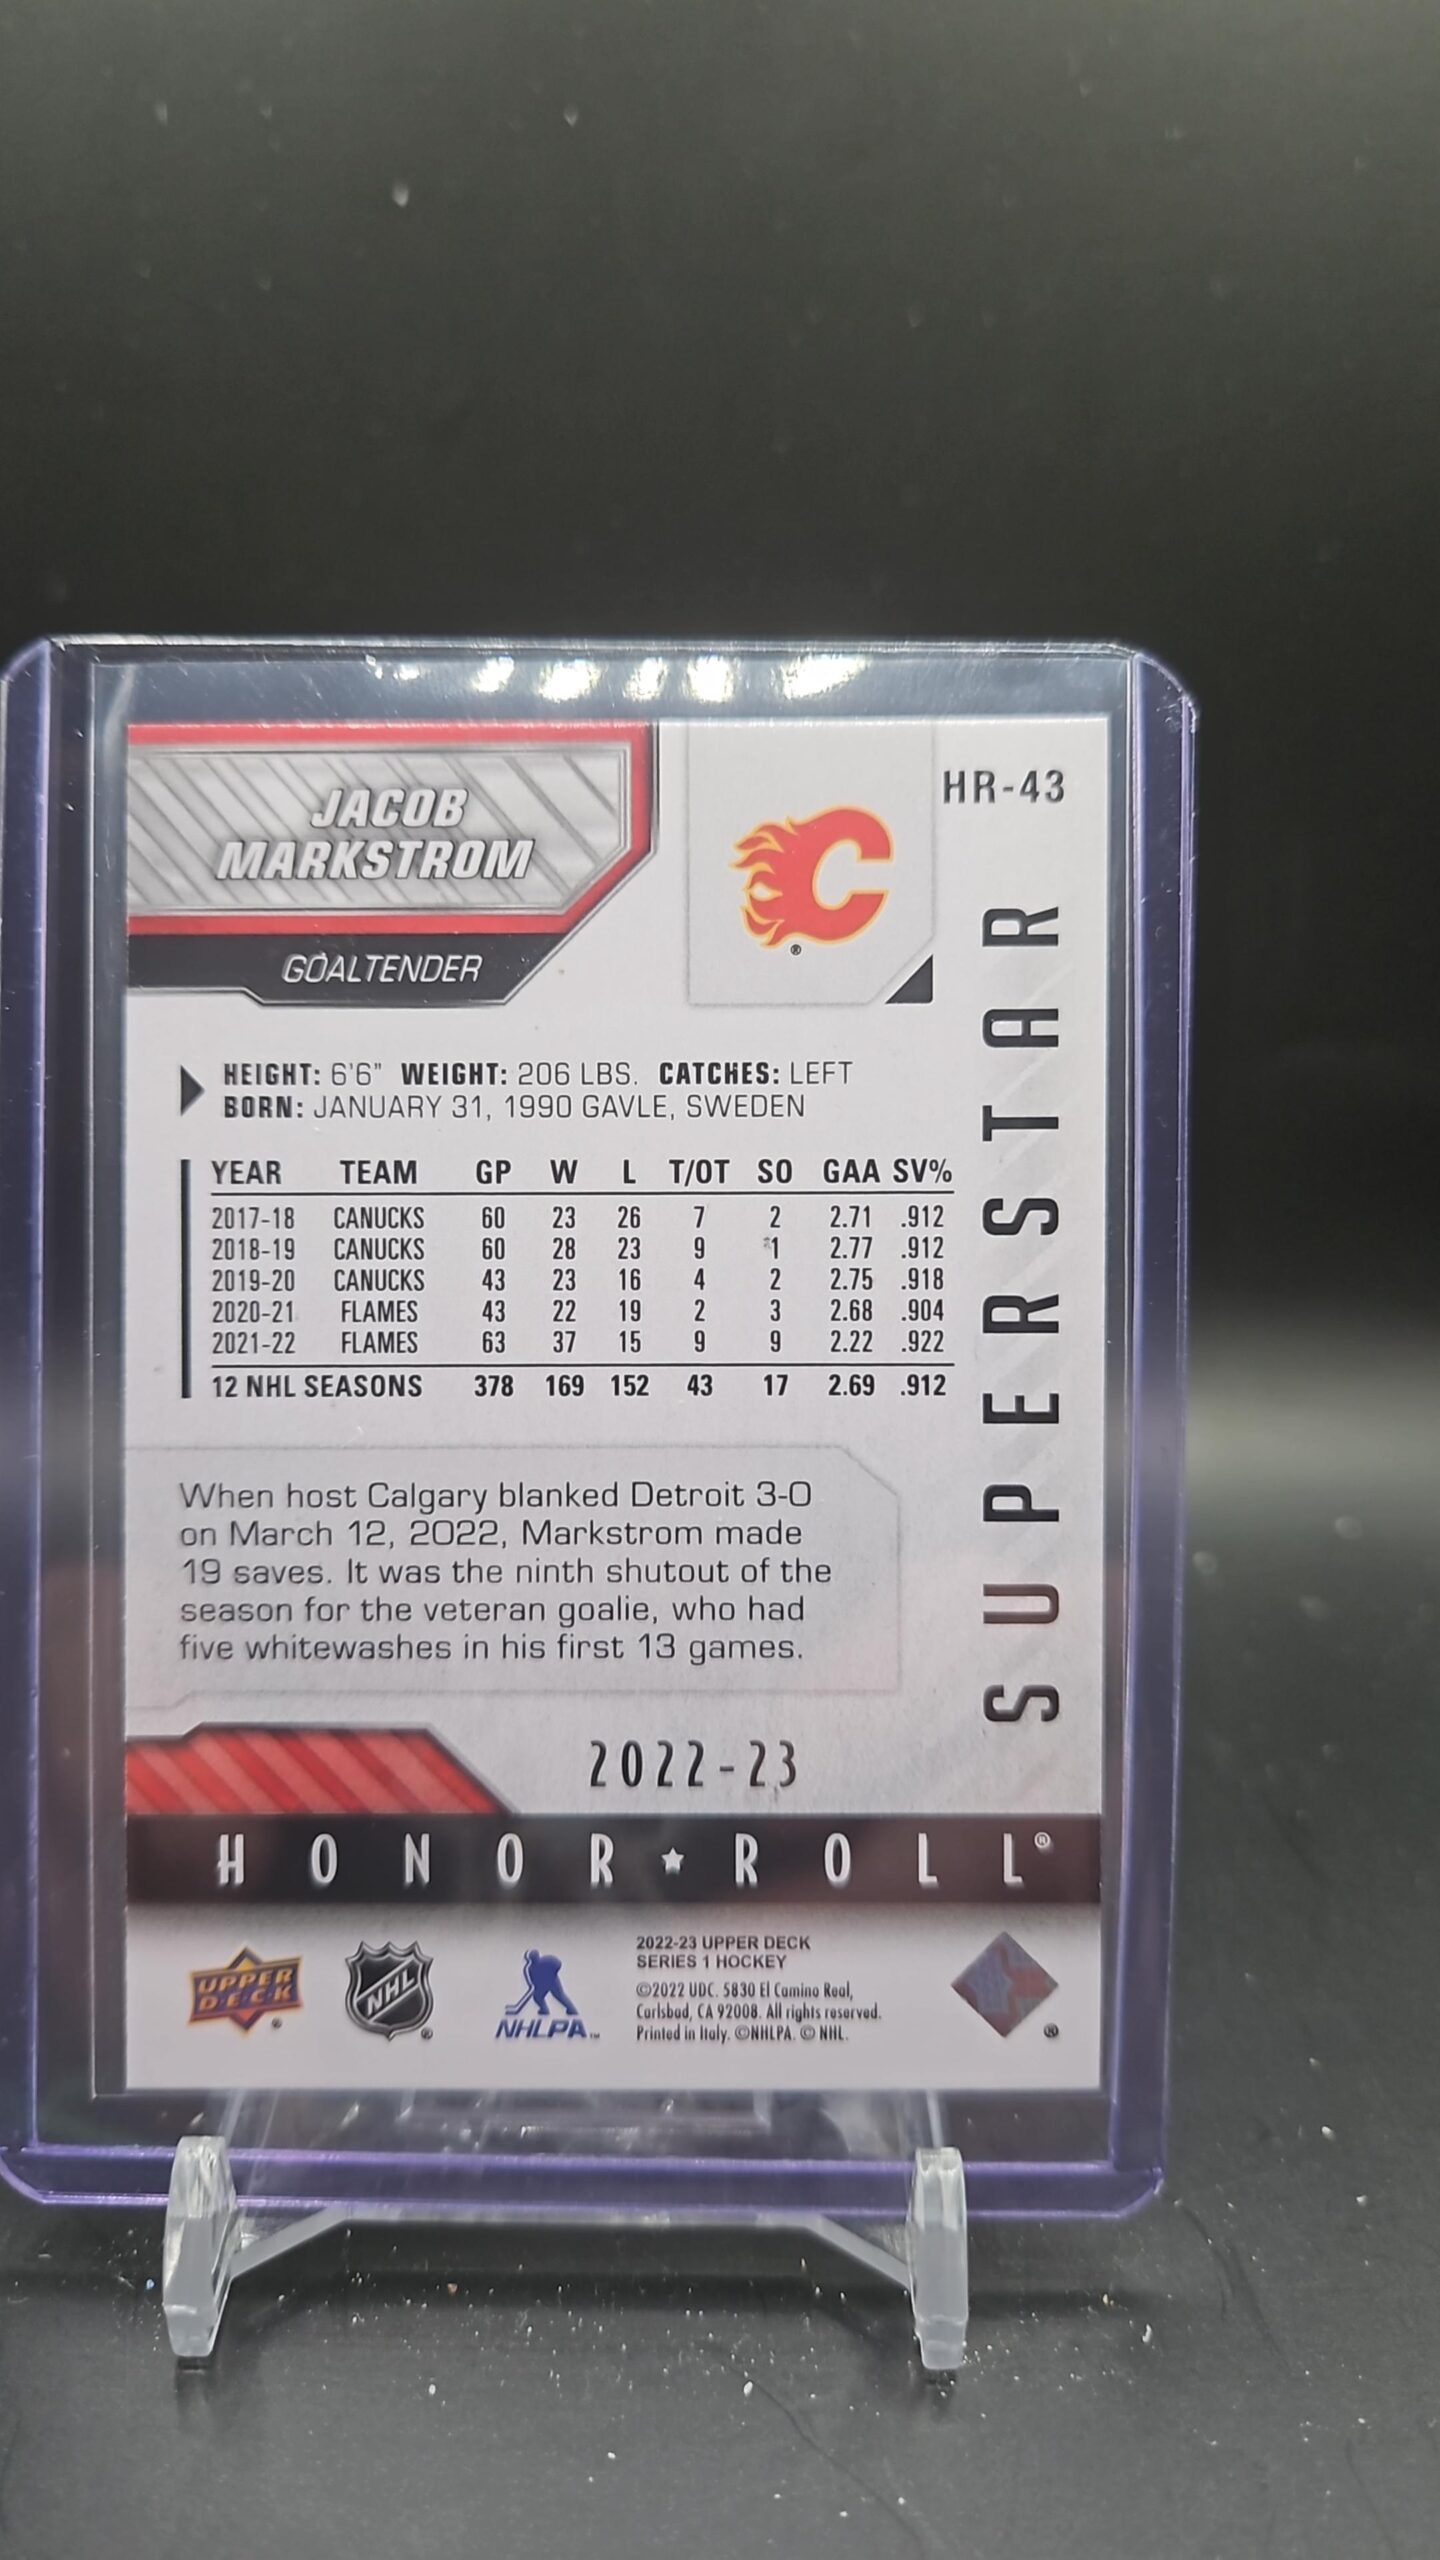 JACOB
MARKSTROM
GOALTENDER
HR-43
SUPERSTAR
HEIGHT: 6'6" WEIGHT: 206 LBS. CATCHES: LEFT
BORN: JANUARY 31, 1990 GAVLE, SWEDEN
YEAR TEAM GP W L T/OT SO GAA SV%
2017-18 CANUCKS 60 23 26 7 2 2.71 .912
2018-19 CANUCKS 60 28 23 9 1 2.77 .912
2019-20 CANUCKS 43 23 16 4 2 2.75 .918
2020-21 FLAMES 43 22 19 2 3 2.68 .904
2021-22 FLAMES 63 37 15 9 9 2.22 .922
12 NHL SEASONS 378 169 152 43 17 2.69 .912
When host Calgary blanked Detroit 3-0
on March 12, 2022, Markstrom made
19 saves. It was the ninth shutout of the
season for the veteran goalie, who had
five whitewashes in his first 13 games.
2022-23
HONOR ★ ROLL®
UPPER
DECK®
NHL®
NHLPA™
2022-23 UPPER DECK
SERIES 1 HOCKEY
©2022 UDC. 5830 El Camino Real,
Carlsbad, CA 92008. All rights reserved.
Printed in Italy. ©NHLPA. © NHL.
®